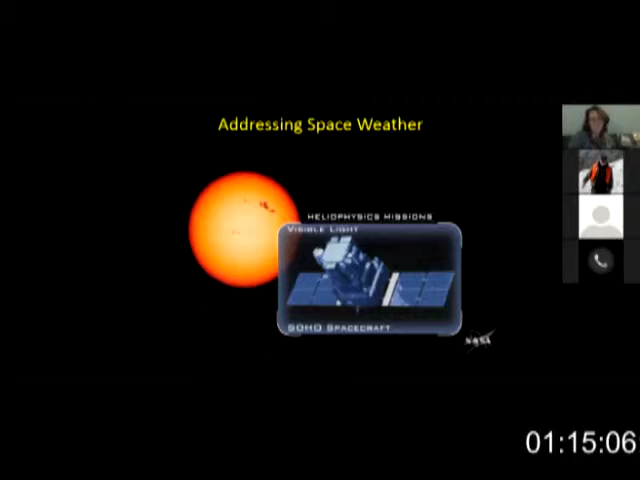 Addressing Space Weather
HELIOPHYSICS MISSIONS
VISIBLE LIGHT
SOHO SPACECRAFT
NASA
01:15:06